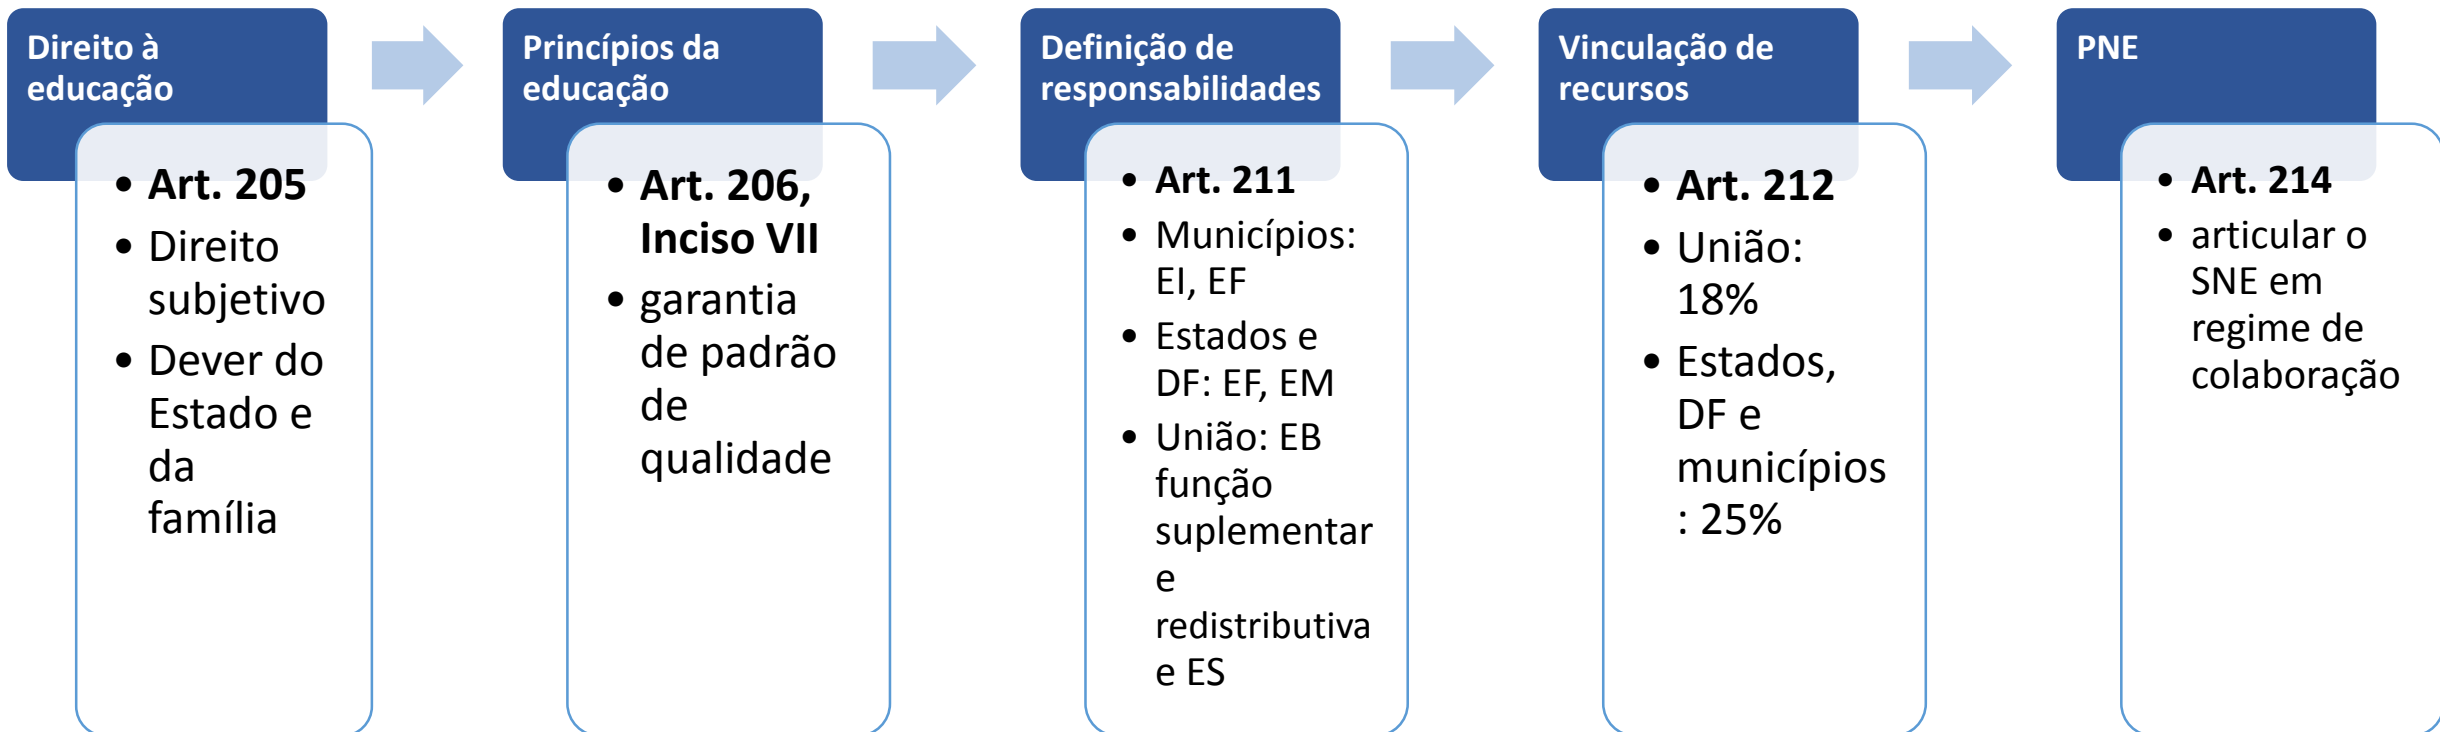 Direito à
educação
• Art. 205
• Direito
subjetivo
• Dever do
Estado e
da
família
Princípios da
educação
• Art. 206,
Inciso VII
• garantia
de padrão
de
qualidade
Definição de
responsabilidades
• Art. 211
• Municípios:
EI, EF
• Estados e
DF: EF, EM
• União: EB
função
suplementar
e
redistributiva
e ES
Vinculação de
recursos
• Art. 212
• União:
18%
• Estados,
DF e
municípios
: 25%
PNE
• Art. 214
• articular o
SNE em
regime de
colaboração